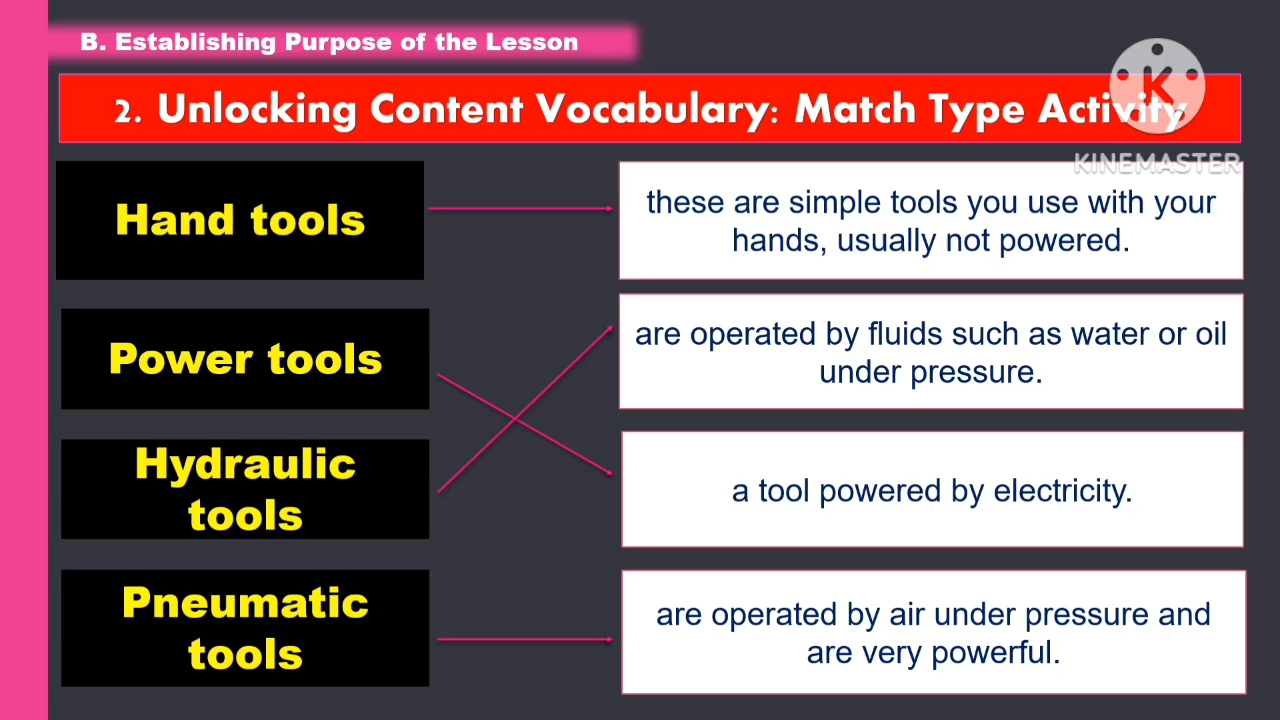 B. Establishing Purpose of the Lesson
2. Unlocking Content Vocabulary: Match Type Activity
K
KINEMASTER
Hand tools
these are simple tools you use with your
hands, usually not powered.
Power tools
are operated by fluids such as water or oil
under pressure.
Hydraulic
tools
a tool powered by electricity.
Pneumatic
tools
are operated by air under pressure and
are very powerful.